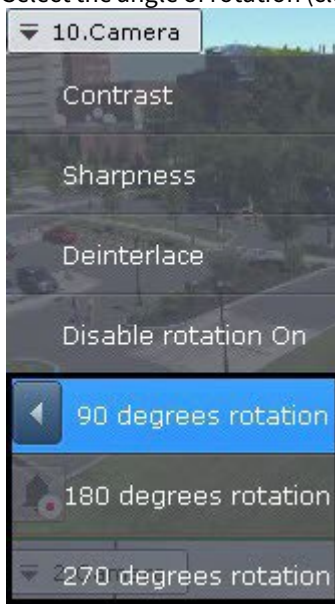 10.Camera
Contrast
Sharpness
Deinterlace
Disable rotation On
90 degrees rotation
180 degrees rotation
270 degrees rotation